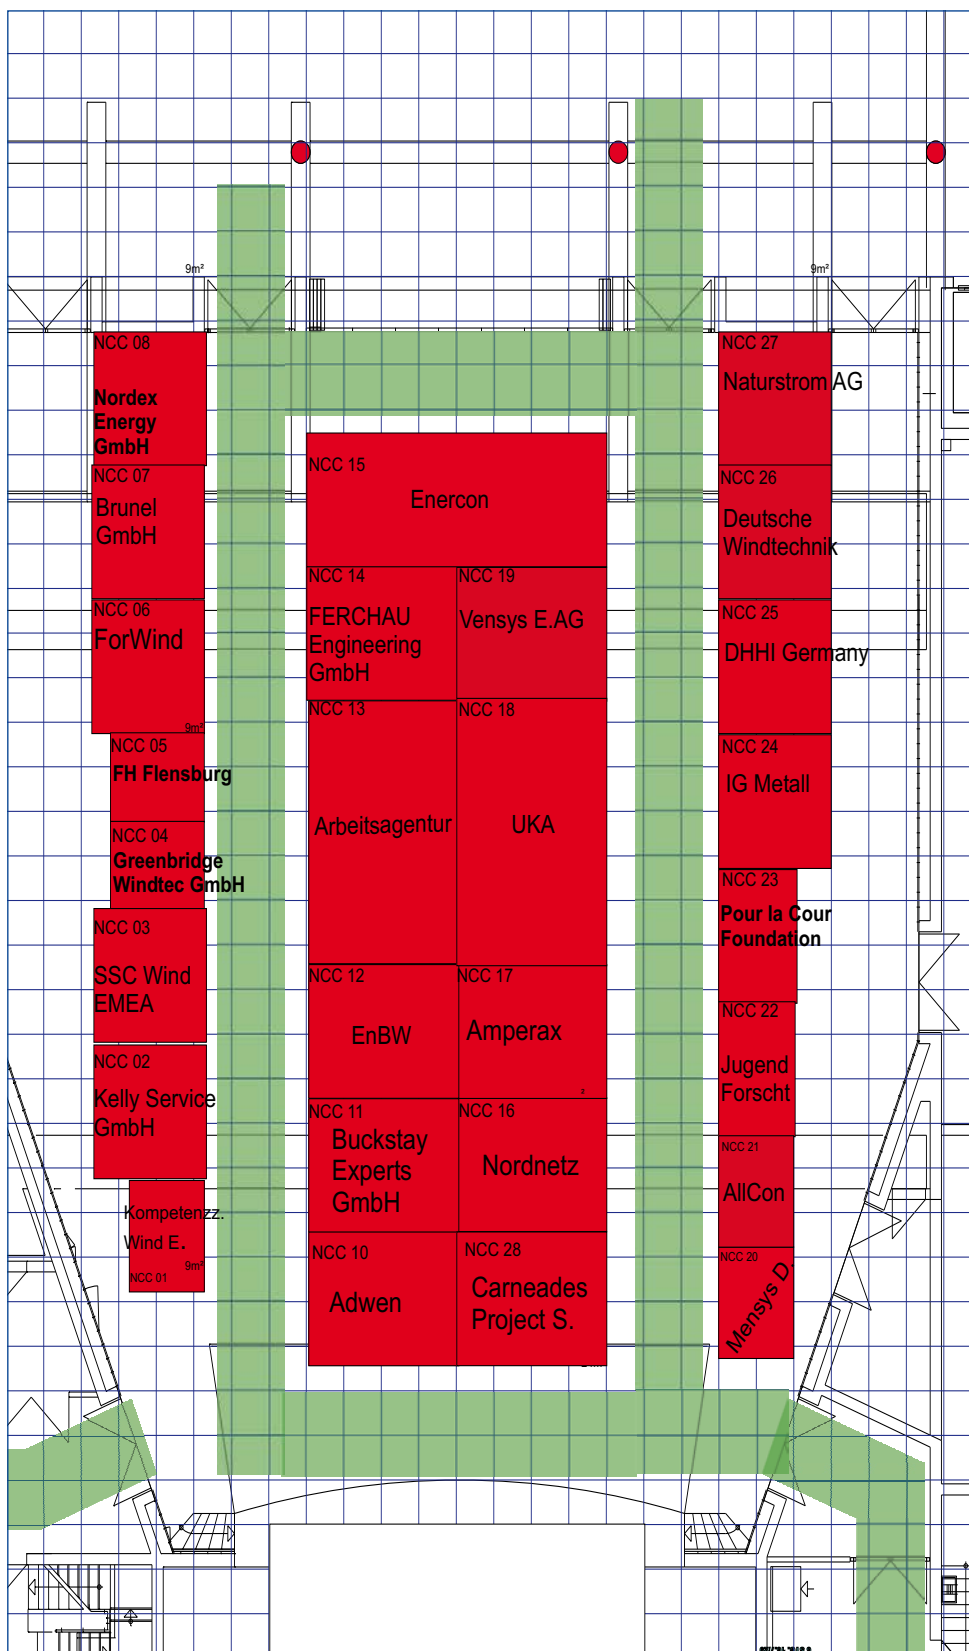 9m²
9m²
NCC 08
Nordex
Energy
GmbH
NCC 07
Brunel
GmbH
NCC 06
ForWind
9m²
NCC 05
FH Flensburg
NCC 04
Greenbridge
Windtec GmbH
NCC 03
SSC Wind
EMEA
NCC 02
Kelly Service
GmbH
Kompetenzz.
Wind E.
9m²
NCC 01
NCC 15
Enercon
NCC 14
FERCHAU
Engineering
GmbH
NCC 19
Vensys E.AG
NCC 13
Arbeitsagentur
NCC 18
UKA
NCC 12
EnBW
NCC 17
Amperax
2
NCC 11
Buckstay
Experts
GmbH
NCC 16
Nordnetz
NCC 10
Adwen
NCC 28
Carneades
Project S.
NCC 27
Naturstrom AG
NCC 26
Deutsche
Windtechnik
NCC 25
DHHI Germany
NCC 24
IG Metall
NCC 23
Pour la Cour
Foundation
NCC 22
Jugend
Forscht
NCC 21
AllCon
NCC 20
Mensys D.